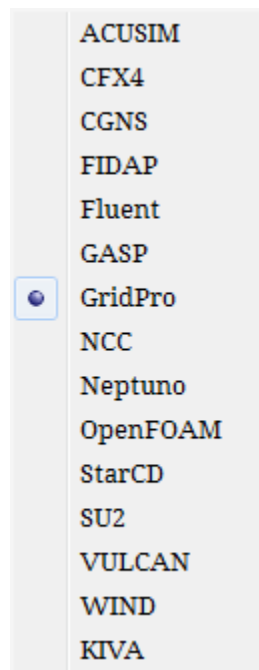 ACUSIM
CFX4
CGNS
FIDAP
Fluent
GASP
GridPro
NCC
Neptuno
OpenFOAM
StarCD
SU2
VULCAN
WIND
KIVA